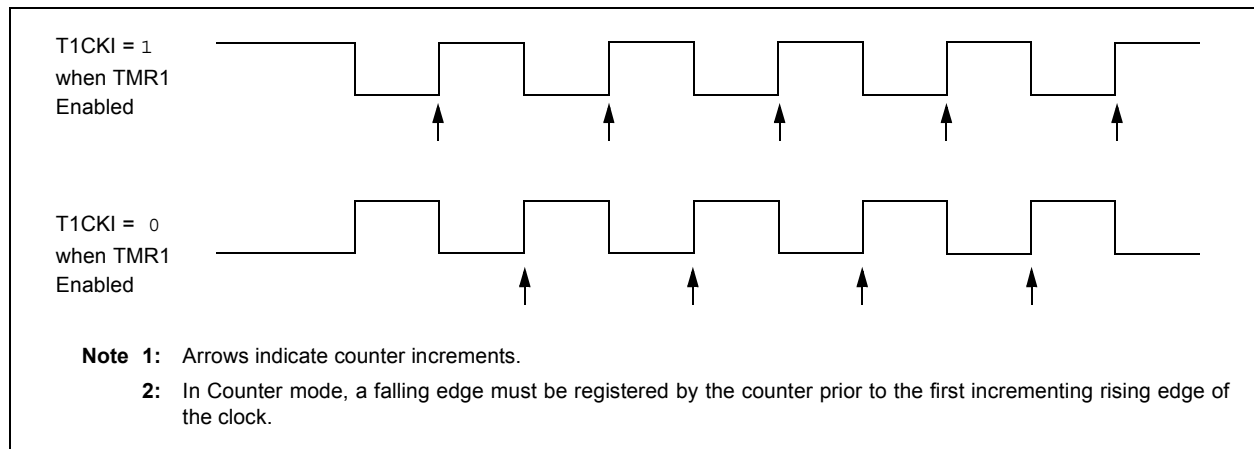 T1CKI = 1
when TMR1
Enabled
T1CKI = 0
when TMR1
Enabled
Note 1: Arrows indicate counter increments.
2: In Counter mode, a falling edge must be registered by the counter prior to the first incrementing rising edge of
the clock.